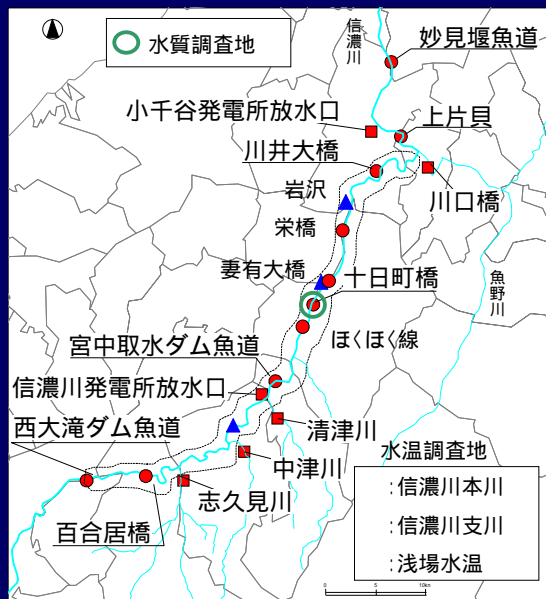 水質調査地
信濃川
妙見堰魚道
小千谷発電所放水口
上片貝
川井大橋
川口橋
岩沢
栄橋
魚野川
妻有大橋
十日町橋
ほくほく線
宮中取水ダム魚道
信濃川発電所放水口
清津川
西大滝ダム魚道
中津川
志久見川
百合居橋
水温調査地
:信濃川本川
:信濃川支川
:浅場水温
0 5 10kn